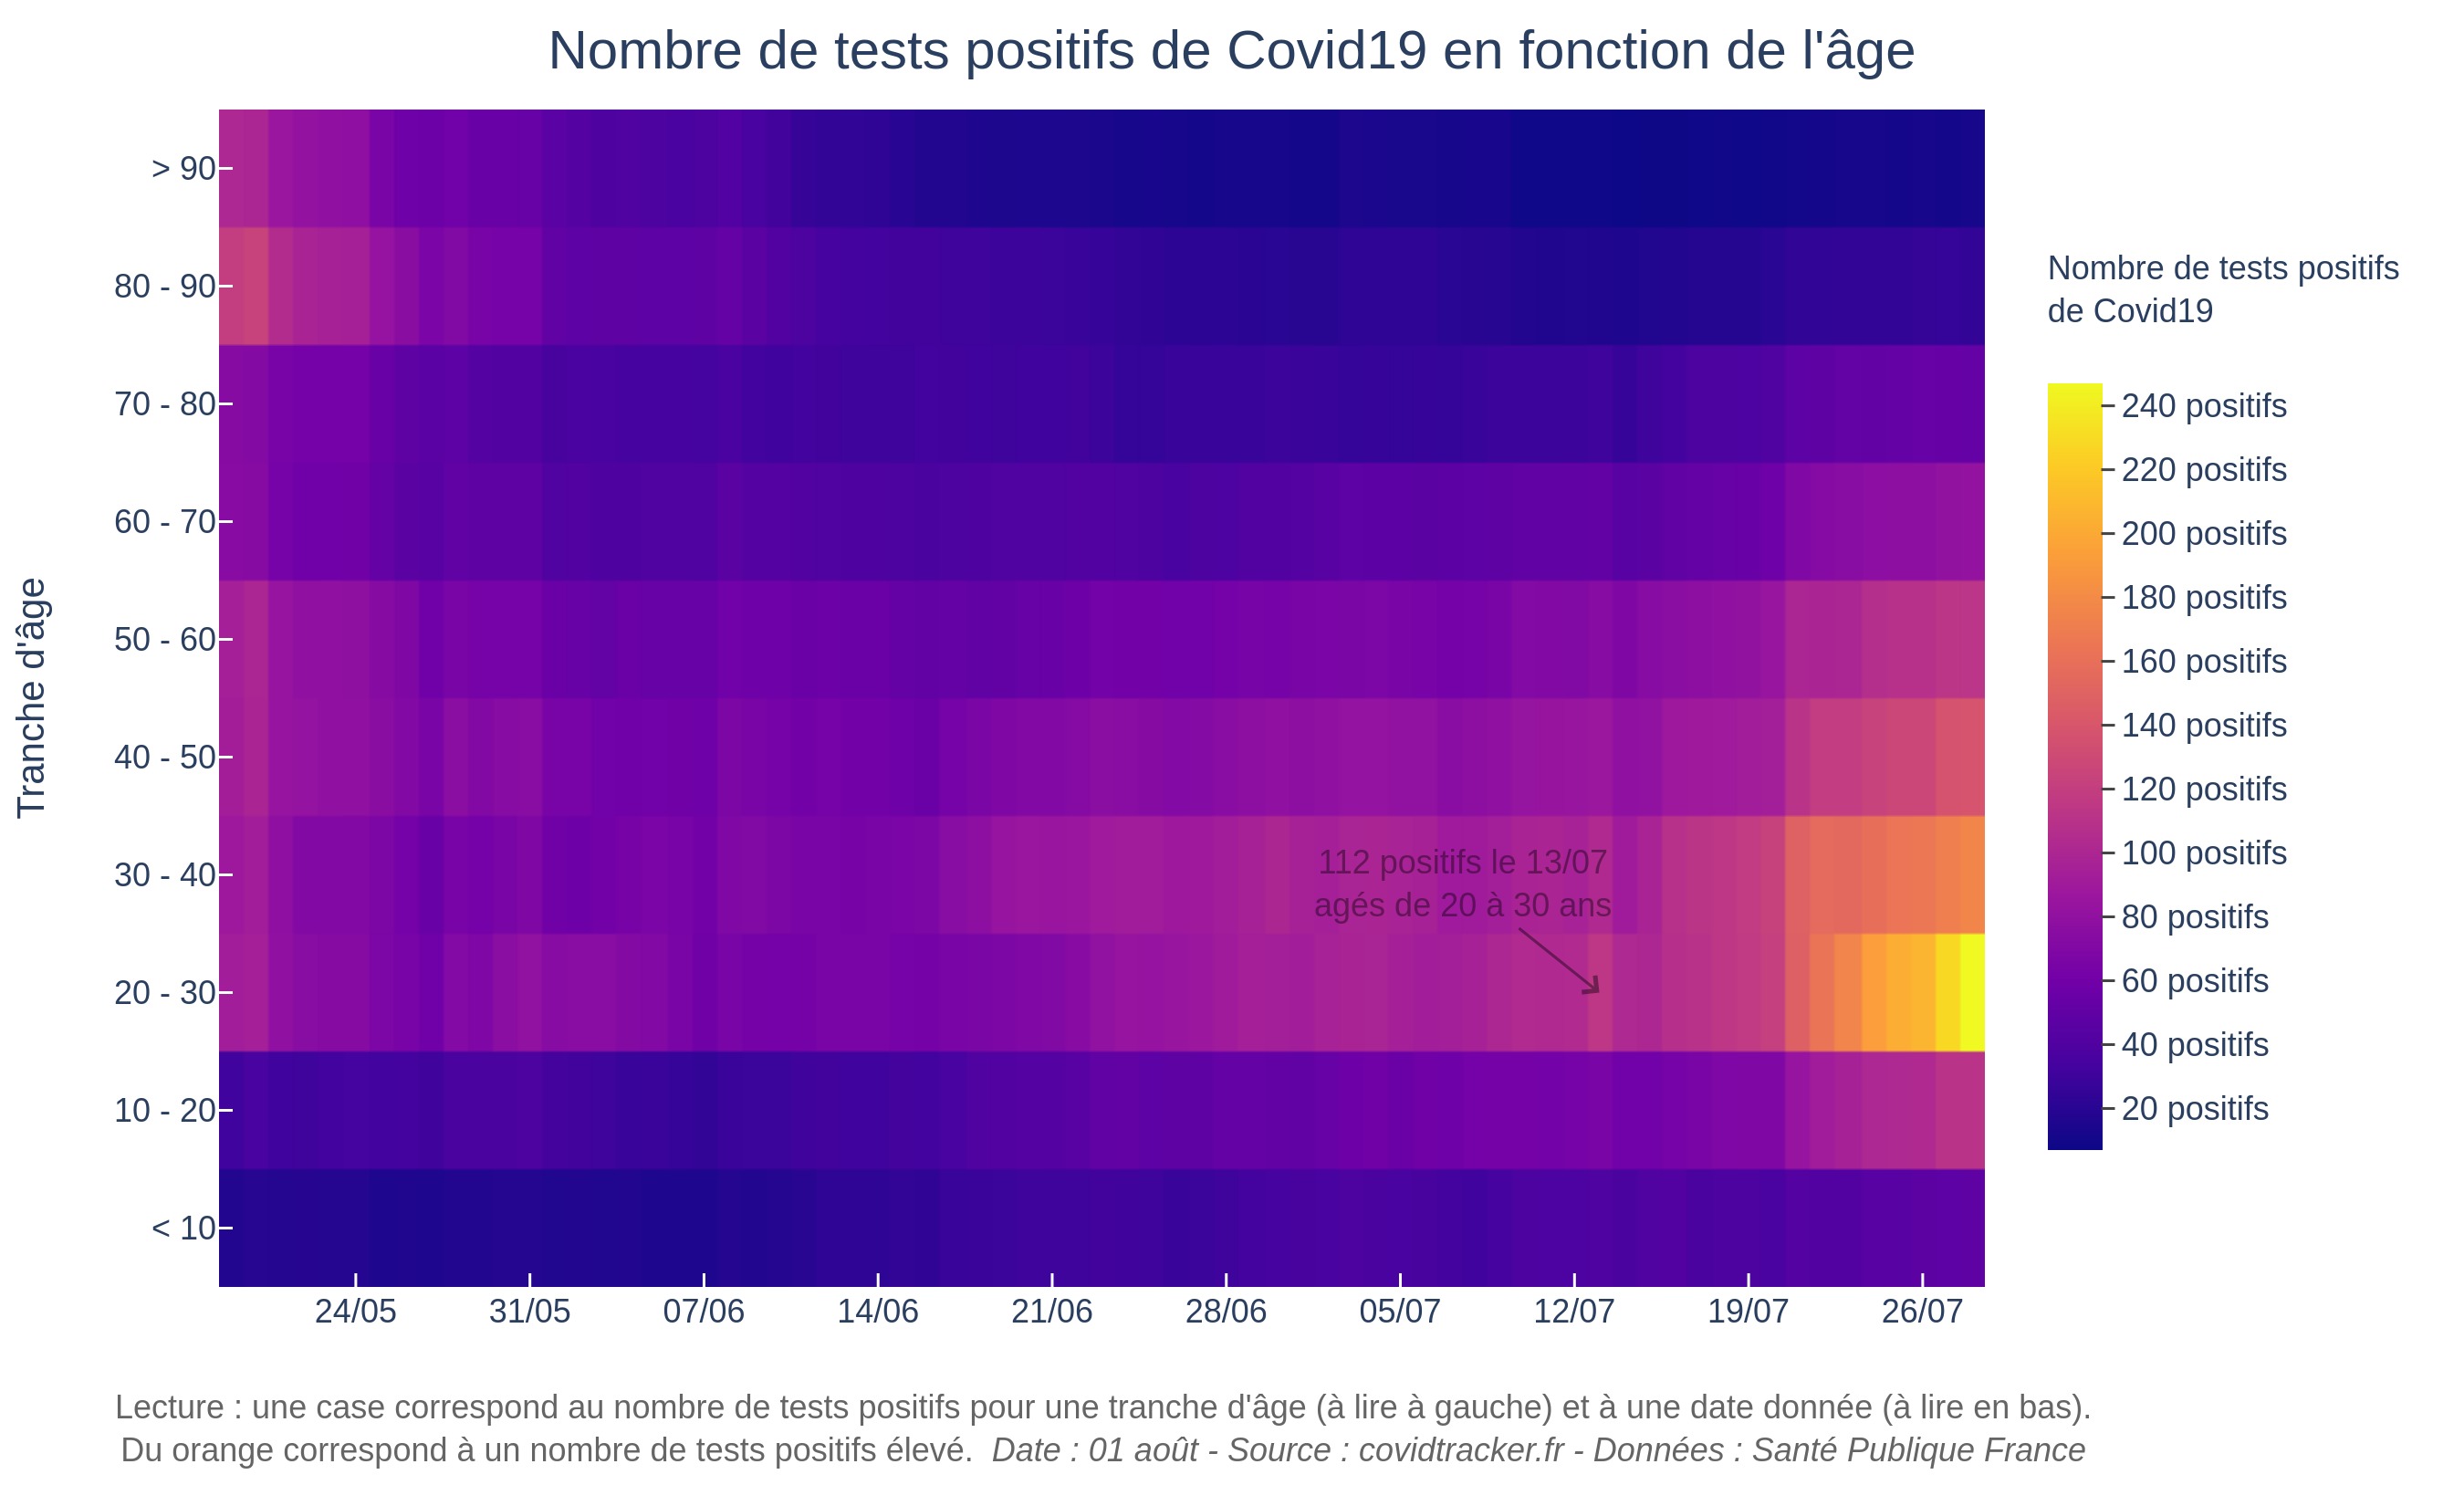 Nombre de tests positifs de Covid19 en fonction de l'âge
Tranche d'âge
> 90
80 - 90
70 - 80
60 - 70
50 - 60
40 - 50
30 - 40
20 - 30
10 - 20
< 10
112 positifs le 13/07
agés de 20 à 30 ans
24/05
31/05
07/06
14/06
21/06
28/06
05/07
12/07
19/07
26/07
Nombre de tests positifs
de Covid19
240 positifs
220 positifs
200 positifs
180 positifs
160 positifs
140 positifs
120 positifs
100 positifs
80 positifs
60 positifs
40 positifs
20 positifs
Lecture : une case correspond au nombre de tests positifs pour une tranche d'âge (à lire à gauche) et à une date donnée (à lire en bas).
Du orange correspond à un nombre de tests positifs élevé. Date : 01 août - Source : covidtracker.fr - Données : Santé Publique France